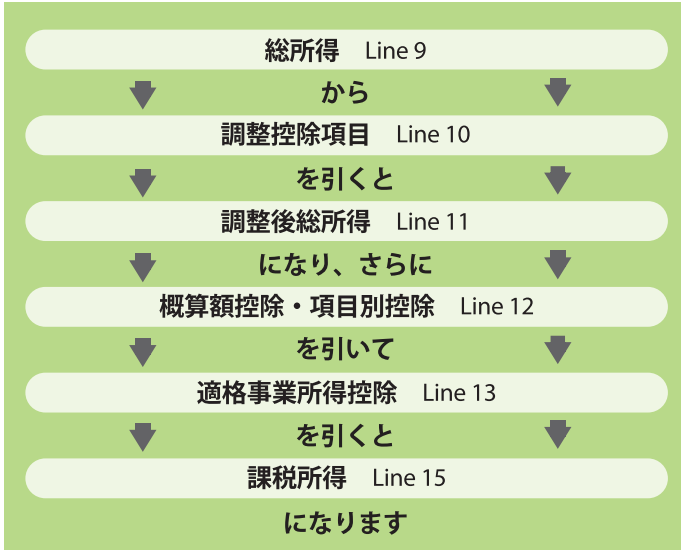 総所得 Line 9
から
調整控除項目 Line 10
を引くと
調整後総所得 Line 11
になり、さらに
概算額控除・項目別控除 Line 12
を引いて
適格事業所得控除 Line 13
を引くと
課税所得 Line 15
になります